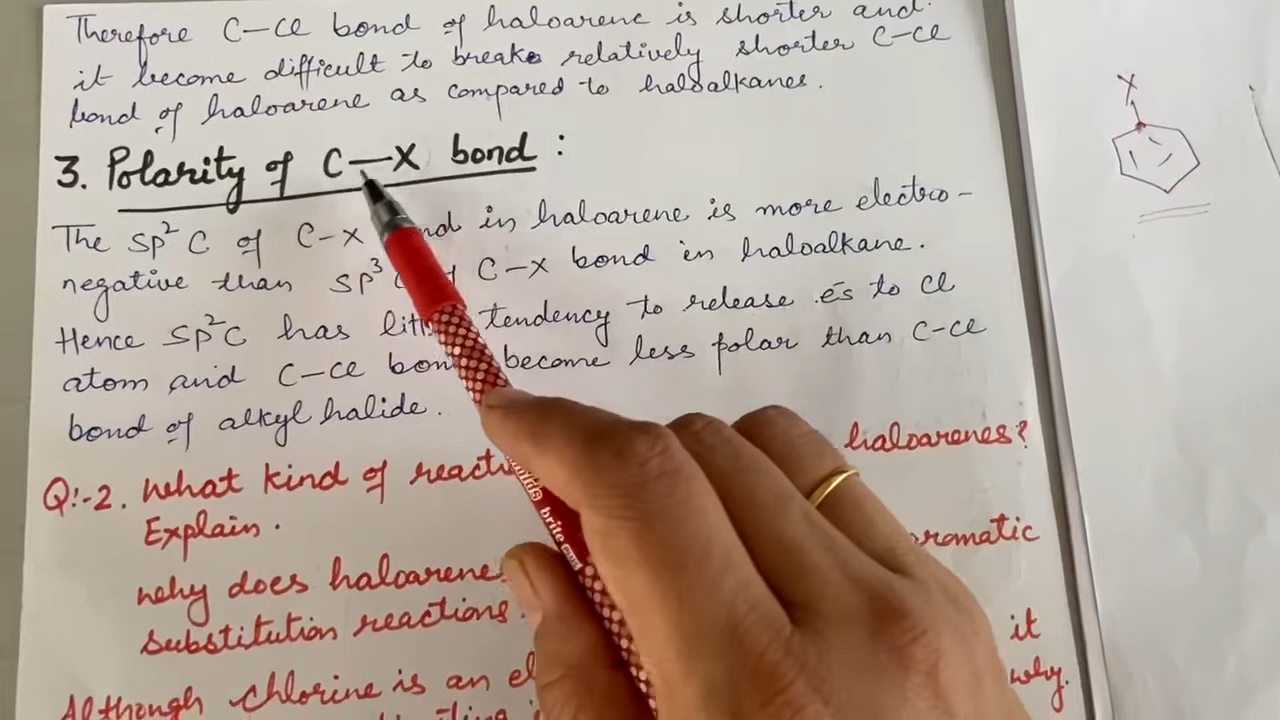 Therefore C-Cl bond of haloarene is shorter and
it become difficult to break relatively shorter C-Cl
bond of haloarene as compared to haloalkanes.
3. Polarity of C-X bond :
The sp² C of C-X nd in haloarene is more electro-
negative than sp³ C-X bond in haloalkane.
Hence sp²C has tendency to release es to Cl
atom and C-Cl become less polar than C-Cl
bond of alkyl halide.
Q:-2. What kind of haloarenes?
Explain.
why does haloarene
substitution reactions.
it
Although chlorine is an why.
X
brite